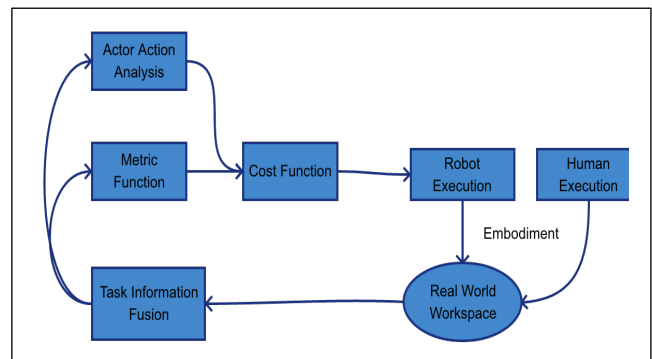 Actor Action
Analysis
Metric
Function
Cost Function
Robot
Execution
Human
Execution
Embodiment
Task Information
Fusion
Real World
Workspace